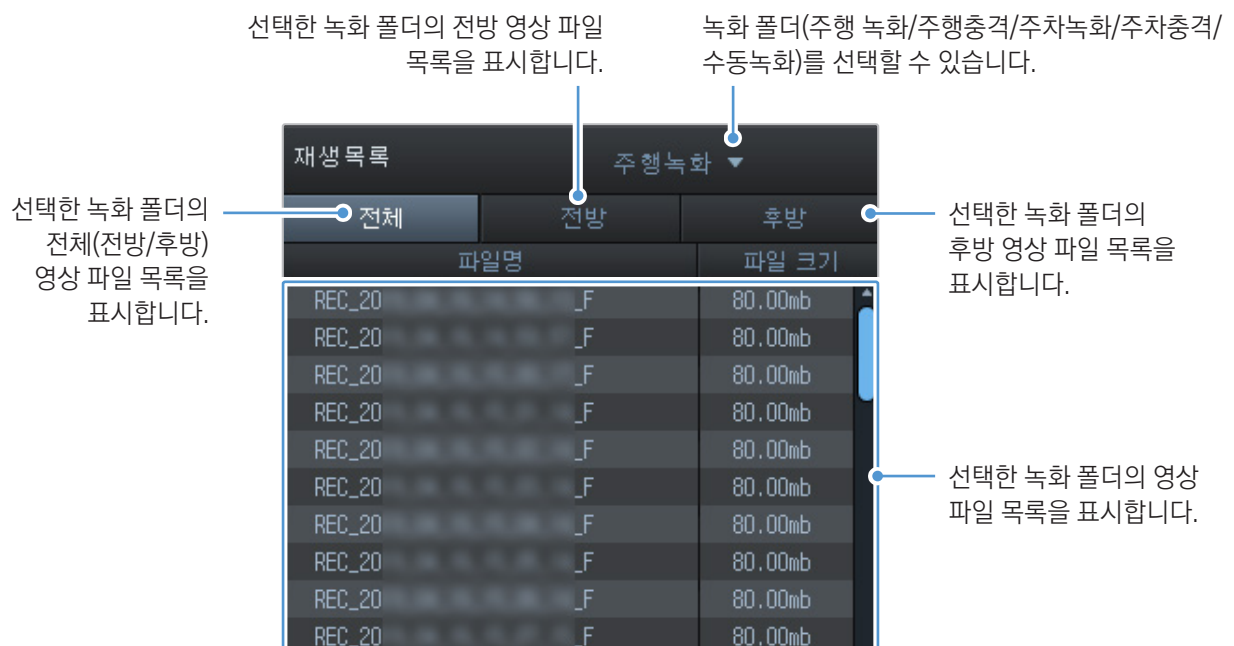 선택한 녹화 폴더의 전방 영상 파일
목록을 표시합니다.
녹화 폴더(주행 녹화/주행충격/주차녹화/주차충격/
수동녹화)를 선택할 수 있습니다.
재생목록
주행녹화 ▼
선택한 녹화 폴더의
전체(전방/후방)
영상 파일 목록을
표시합니다.
전체 전방 후방
선택한 녹화 폴더의
후방 영상 파일 목록을
표시합니다.
파일명 파일 크기
REC_20 _F 80.00mb
REC_20 _F 80.00mb
REC_20 _F 80.00mb
REC_20 _F 80.00mb
REC_20 _F 80.00mb
REC_20 _F 80.00mb
REC_20 _F 80.00mb
REC_20 _F 80.00mb
REC_20 _F 80.00mb
REC_20 _F 80.00mb
선택한 녹화 폴더의 영상
파일 목록을 표시합니다.